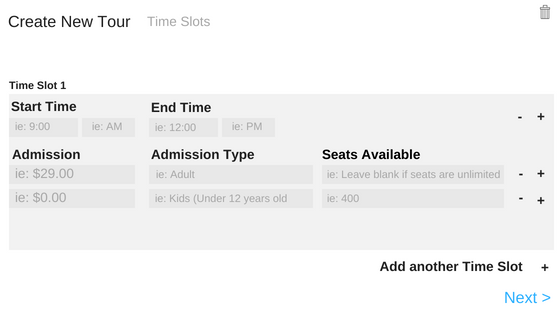 Create New Tour Time Slots
Time Slot 1
Start Time End Time
ie: 9:00 ie: AM ie: 12:00 ie: PM - +
Admission Admission Type Seats Available
ie: $29.00 ie: Adult ie: Leave blank if seats are unlimited - +
ie: $0.00 ie: Kids (Under 12 years old ie: 400 - +
Add another Time Slot +
Next >